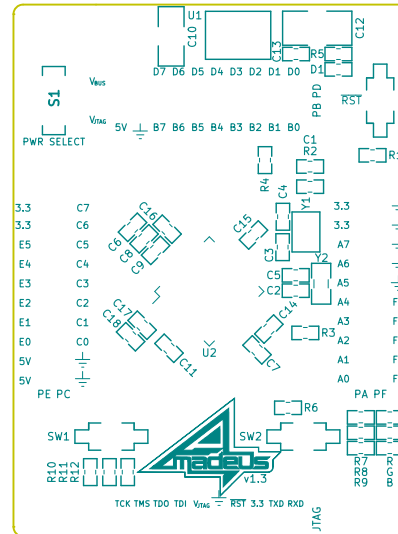 U1
C10
C12
C13
R5
D1
D7 D6 D5 D4 D3 D2 D1 D0
PB PD
S1
VBUS
VJTAG
RST
5V B7 B6 B5 B4 B3 B2 B1 B0
PWR SELECT
C1
R2
R4
C4
Y1
3.3 C7
3.3 C6
E5 C5
E4 C4
E3 C3
E2 C2
E1 C1
E0 C0
5V
5V
PE PC
C16
C6
C8
C9
C15
C3
Y2
C5
C2
C17
C18
C11
U2
C14
C7
R3
3.3
3.3
A7
A6
A5
A4 F
A3 F
A2 F
A1 F
A0 F
PA PF
R6
SW1
SW2
Amadeus
v1.3
R10
R11
R12
R7 R
R8 G
R9 B
TCK TMS TDO TDI VJTAG RST 3.3 TXD RXD
JTAG